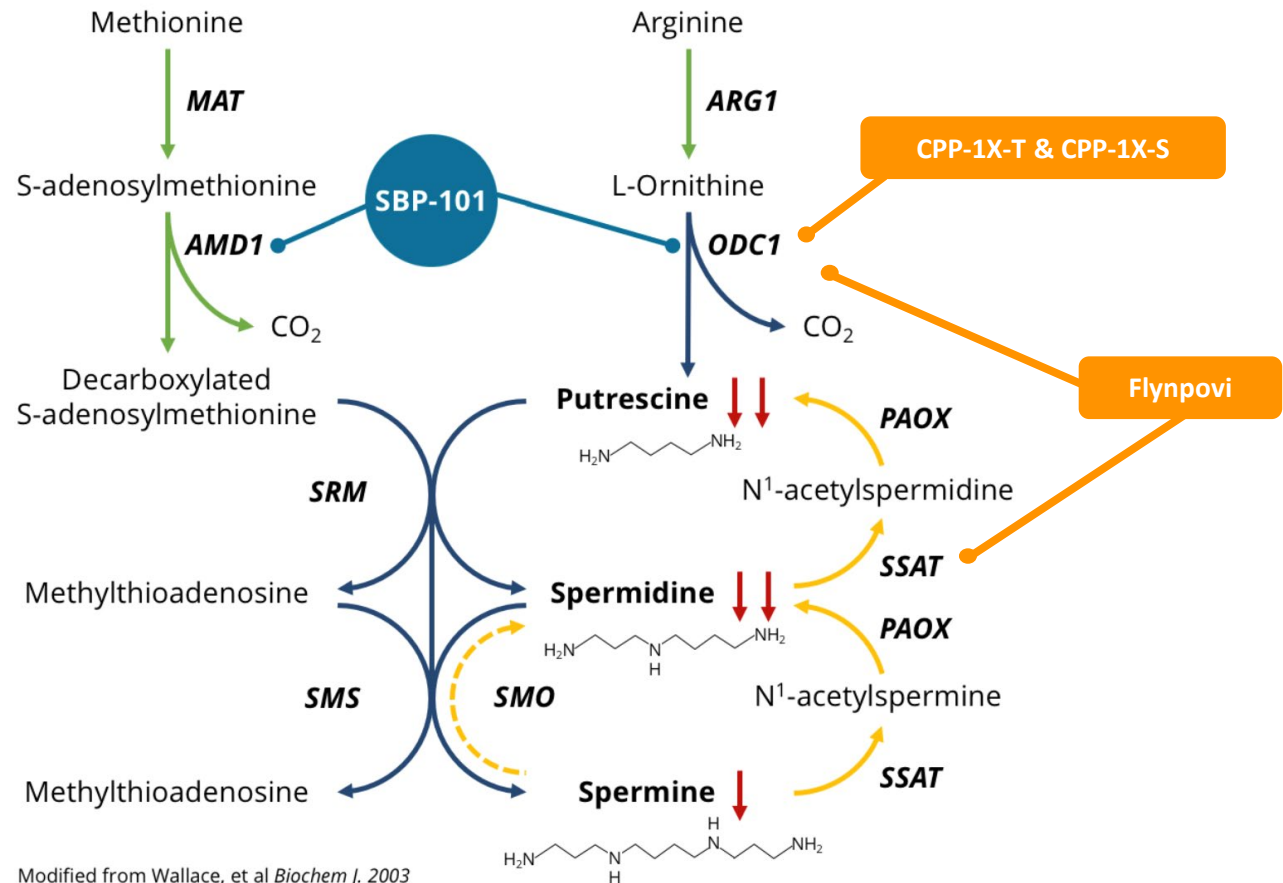 Methionine
Arginine
MAT
ARG1
CPP-1X-T & CPP-1X-S
S-adenosylmethionine
SBP-101
L-Ornithine
AMD1
ODC1
CO2
CO2
Decarboxylated
S-adenosylmethionine
Putrescine
PAOX
Flynpovi
H2N
NH2
SRM
N1-acetylspermidine
Methylthioadenosine
Spermidine
SSAT
PAOX
H2N
N
H
NH2
SMS
SMO
N1-acetylspermine
Methylthioadenosine
Spermine
SSAT
H2N
N
H
H
N
NH2
Modified from Wallace, et al Biochem J. 2003